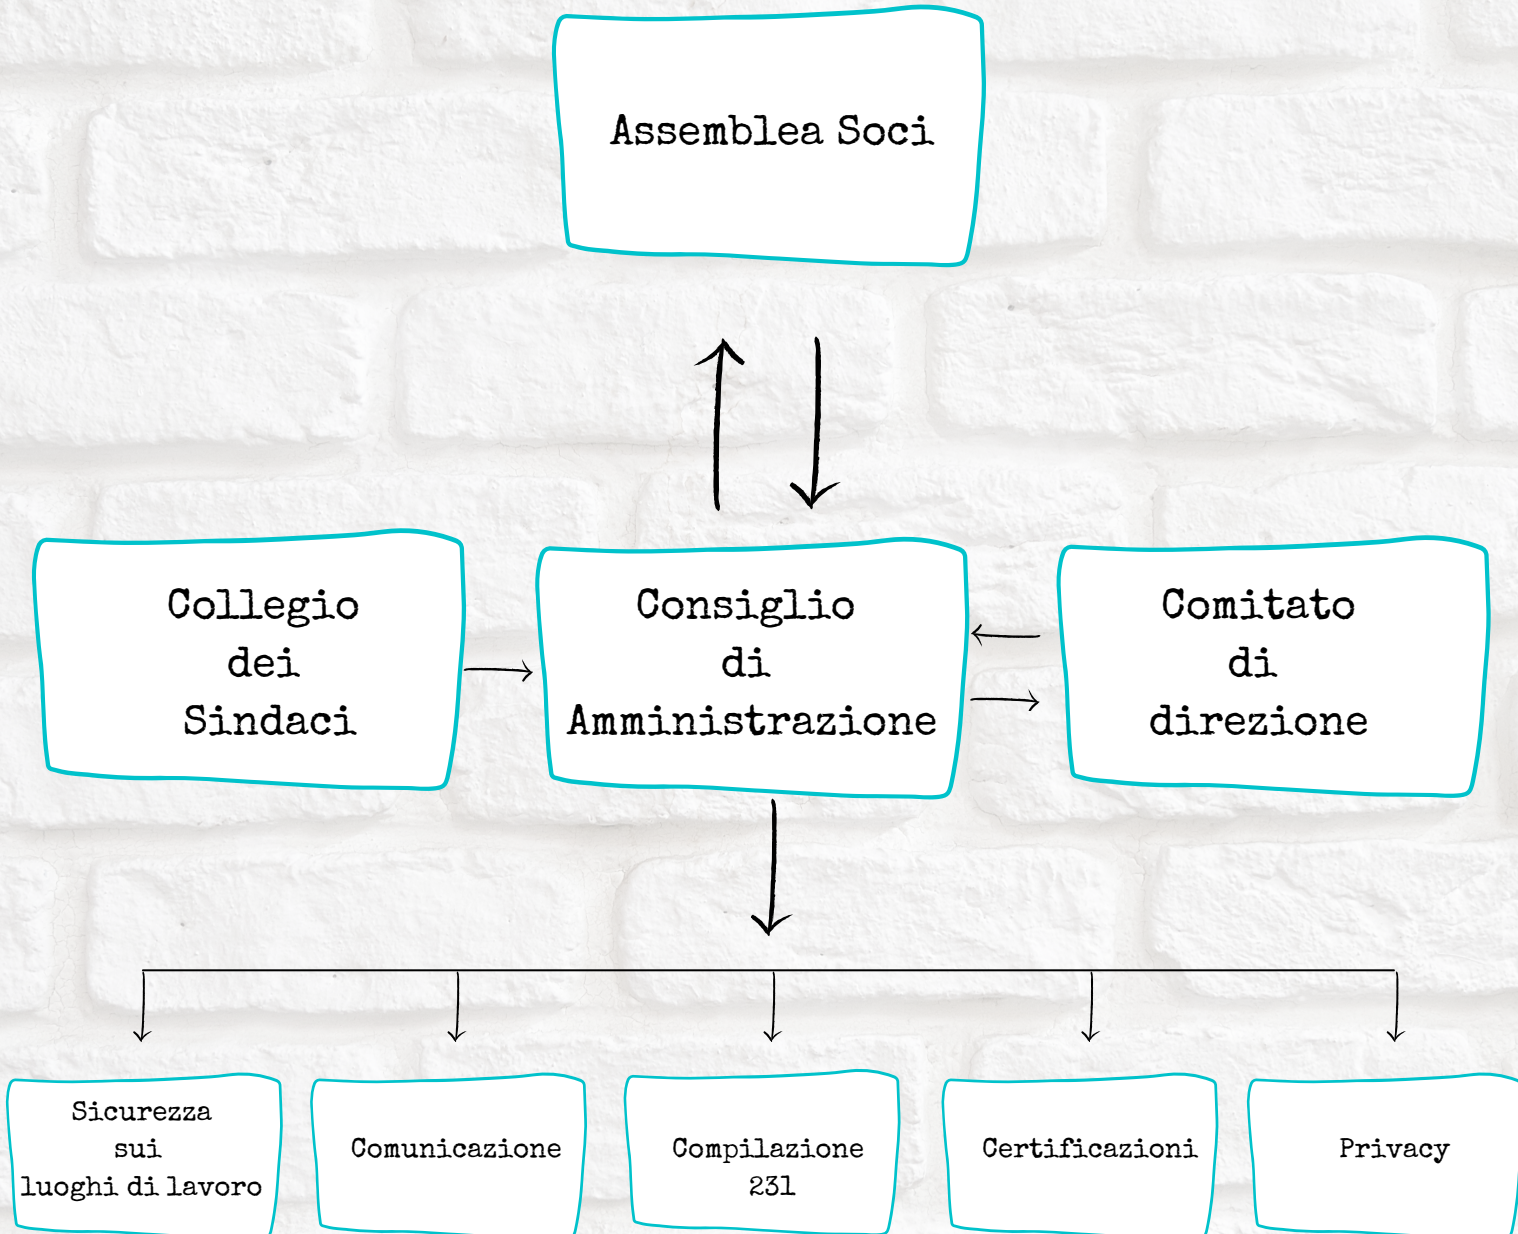 Assemblea Soci
Collegio
dei
Sindaci
Consiglio
di
Amministrazione
Comitato
di
direzione
Sicurezza
sui
luoghi di lavoro
Comunicazione
Compilazione
231
Certificazioni
Privacy